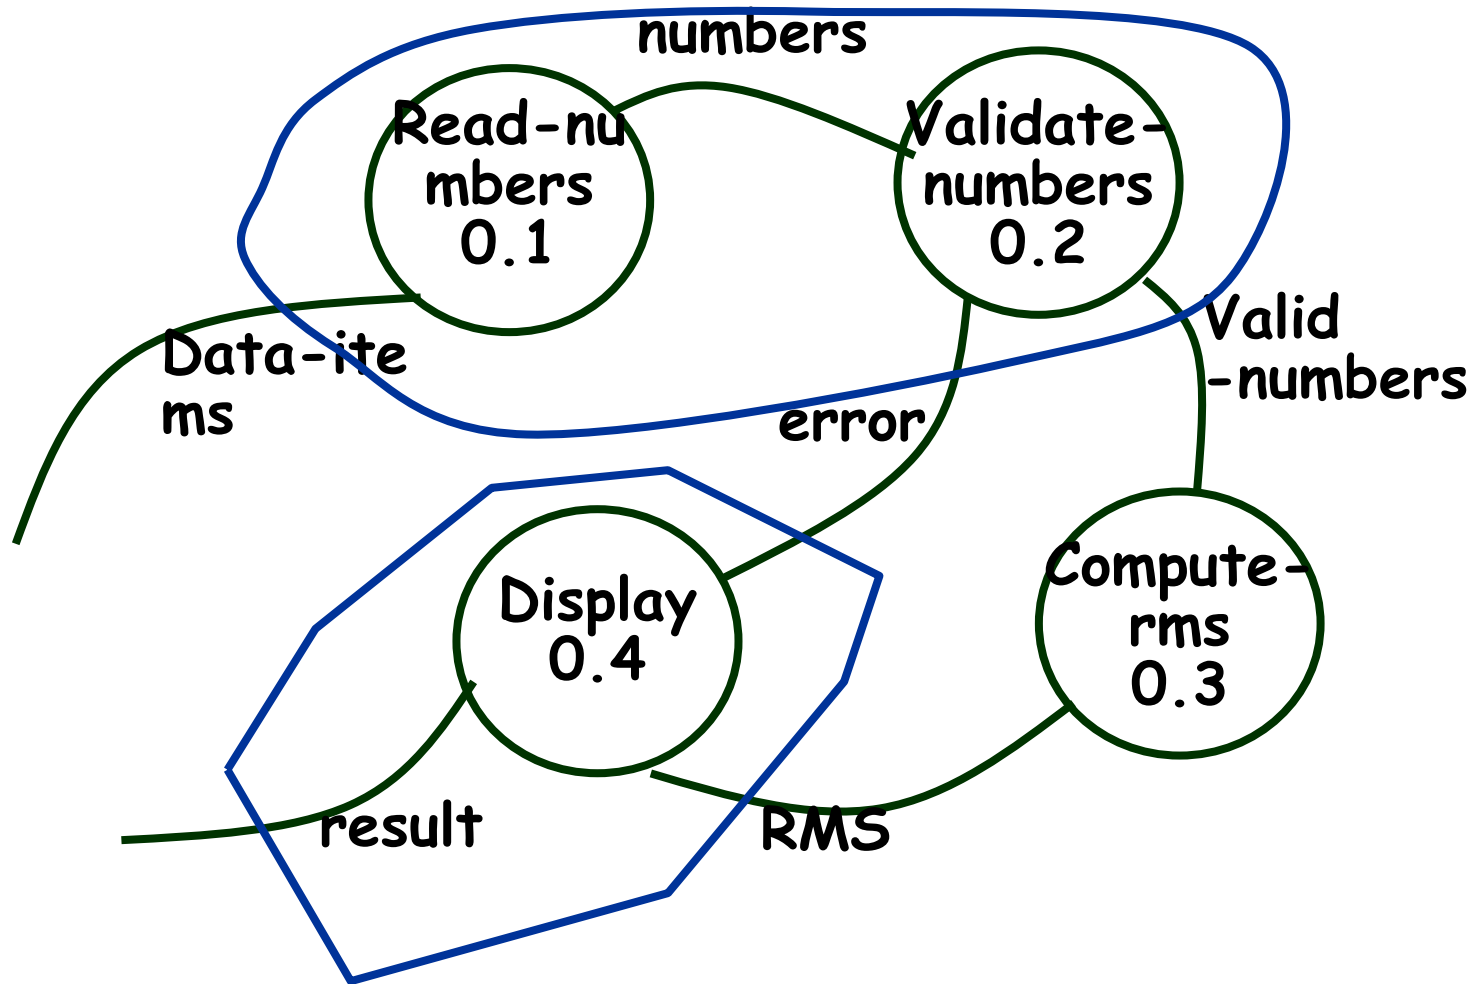 numbers
Read-nu
mbers
0.1
Validate-
numbers
0.2
Data-ite
ms
Valid
-numbers
error
Display
0.4
Compute-
rms
0.3
result
RMS